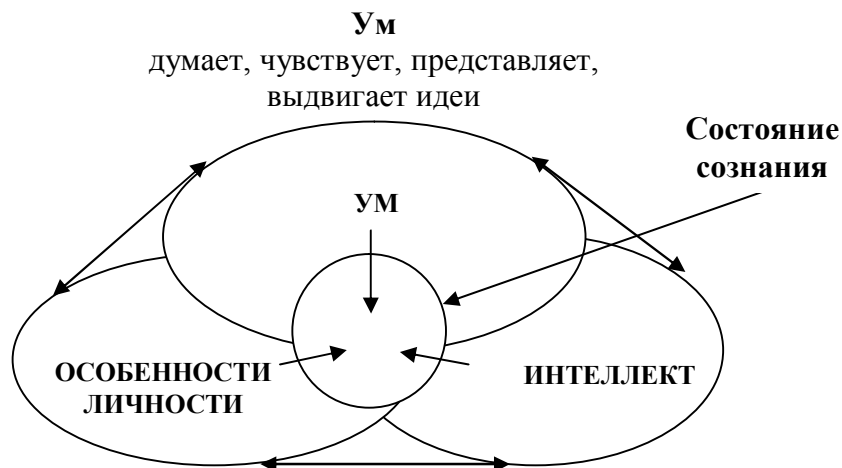 Ум
думает, чувствует, представляет,
выдвигает идеи
Состояние
сознания
УМ
ОСОБЕННОСТИ
ЛИЧНОСТИ
ИНТЕЛЛЕКТ